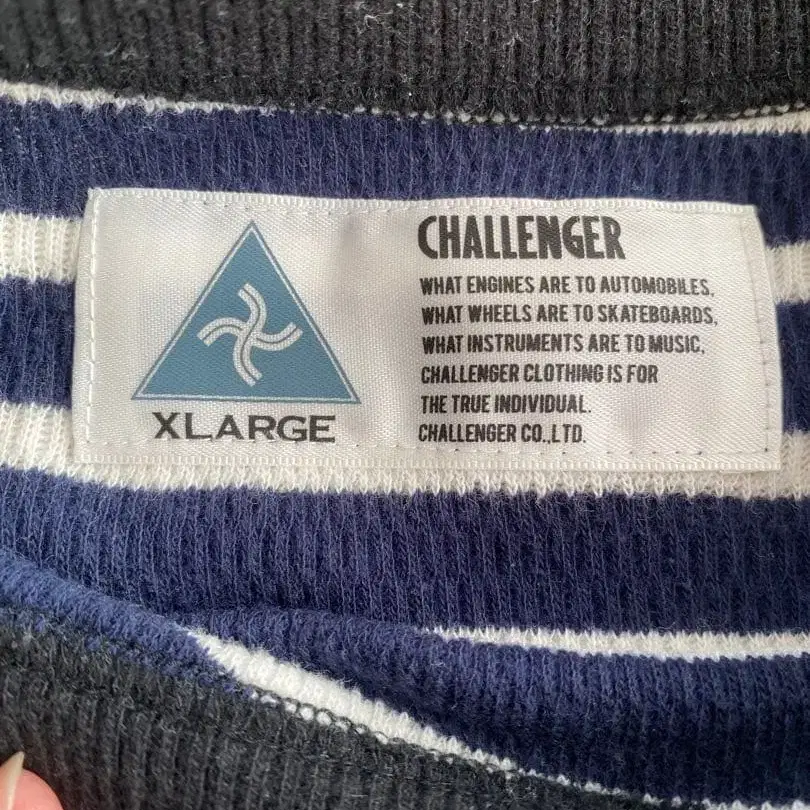 XLARGE
CHALLENGER
WHAT ENGINES ARE TO AUTOMOBILES,
WHAT WHEELS ARE TO SKATEBOARDS,
WHAT INSTRUMENTS ARE TO MUSIC,
CHALLENGER CLOTHING IS FOR
THE TRUE INDIVIDUAL.
CHALLENGER CO.,LTD.